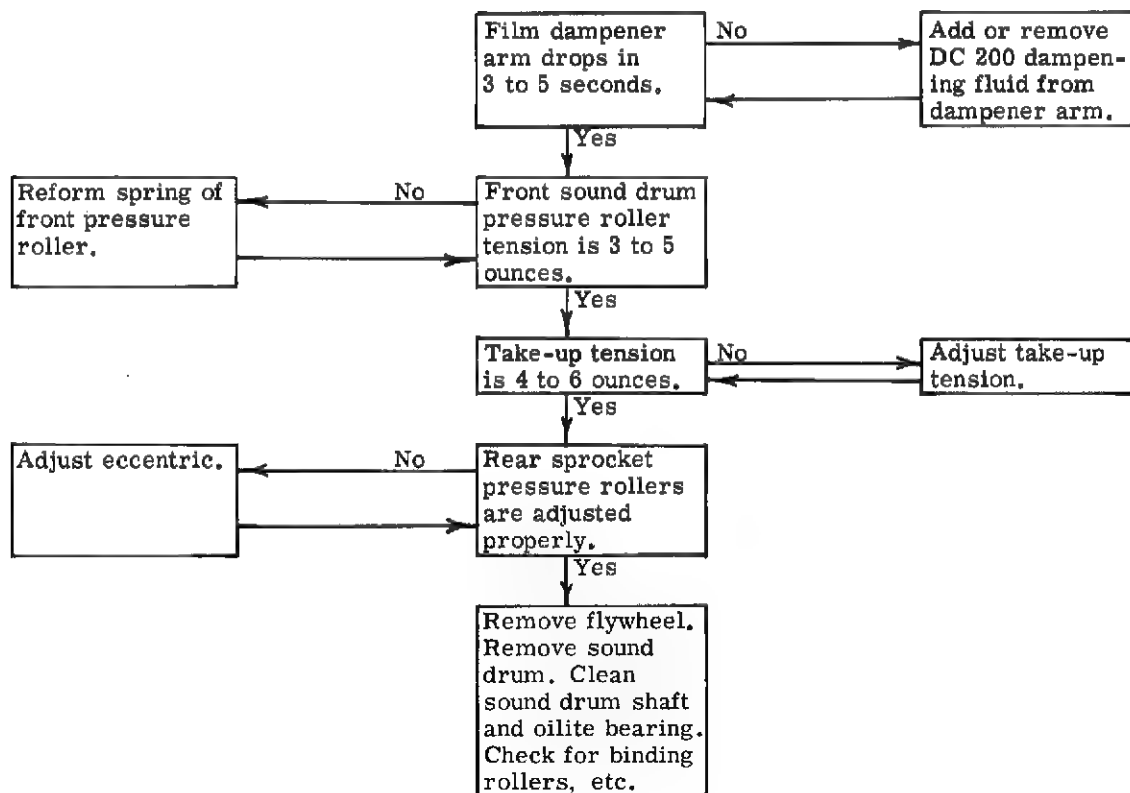 Film dampener
arm drops in
3 to 5 seconds.
No
Add or remove
DC 200 dampen-
ing fluid from
dampener arm.
Yes
Reform spring of
front pressure
roller.
No
Front sound drum
pressure roller
tension is 3 to 5
ounces.
Yes
Take-up tension
is 4 to 6 ounces.
No
Adjust take-up
tension.
Yes
Adjust eccentric.
No
Rear sprocket
pressure rollers
are adjusted
properly.
Yes
Remove flywheel.
Remove sound
drum. Clean
sound drum shaft
and oilite bearing.
Check for binding
rollers, etc.